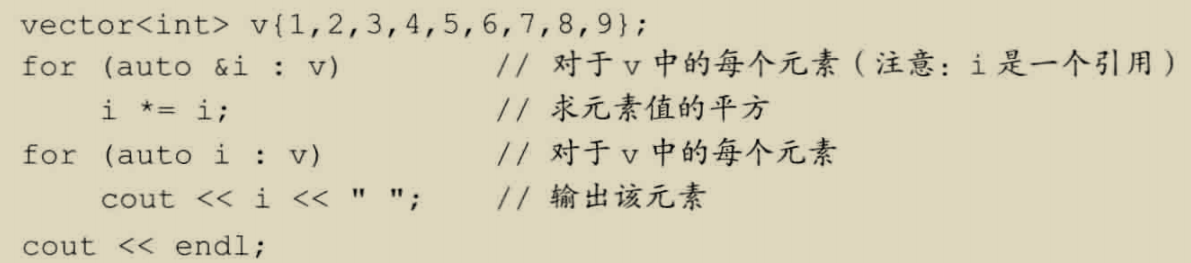 vector<int> v{1,2,3,4,5,6,7,8,9};
for (auto &i : v) // 对于 v 中的每个元素（注意：i 是一个引用）
i *= i; // 求元素值的平方
for (auto i : v) // 对于 v 中的每个元素
cout << i << " "; // 输出该元素
cout << endl;